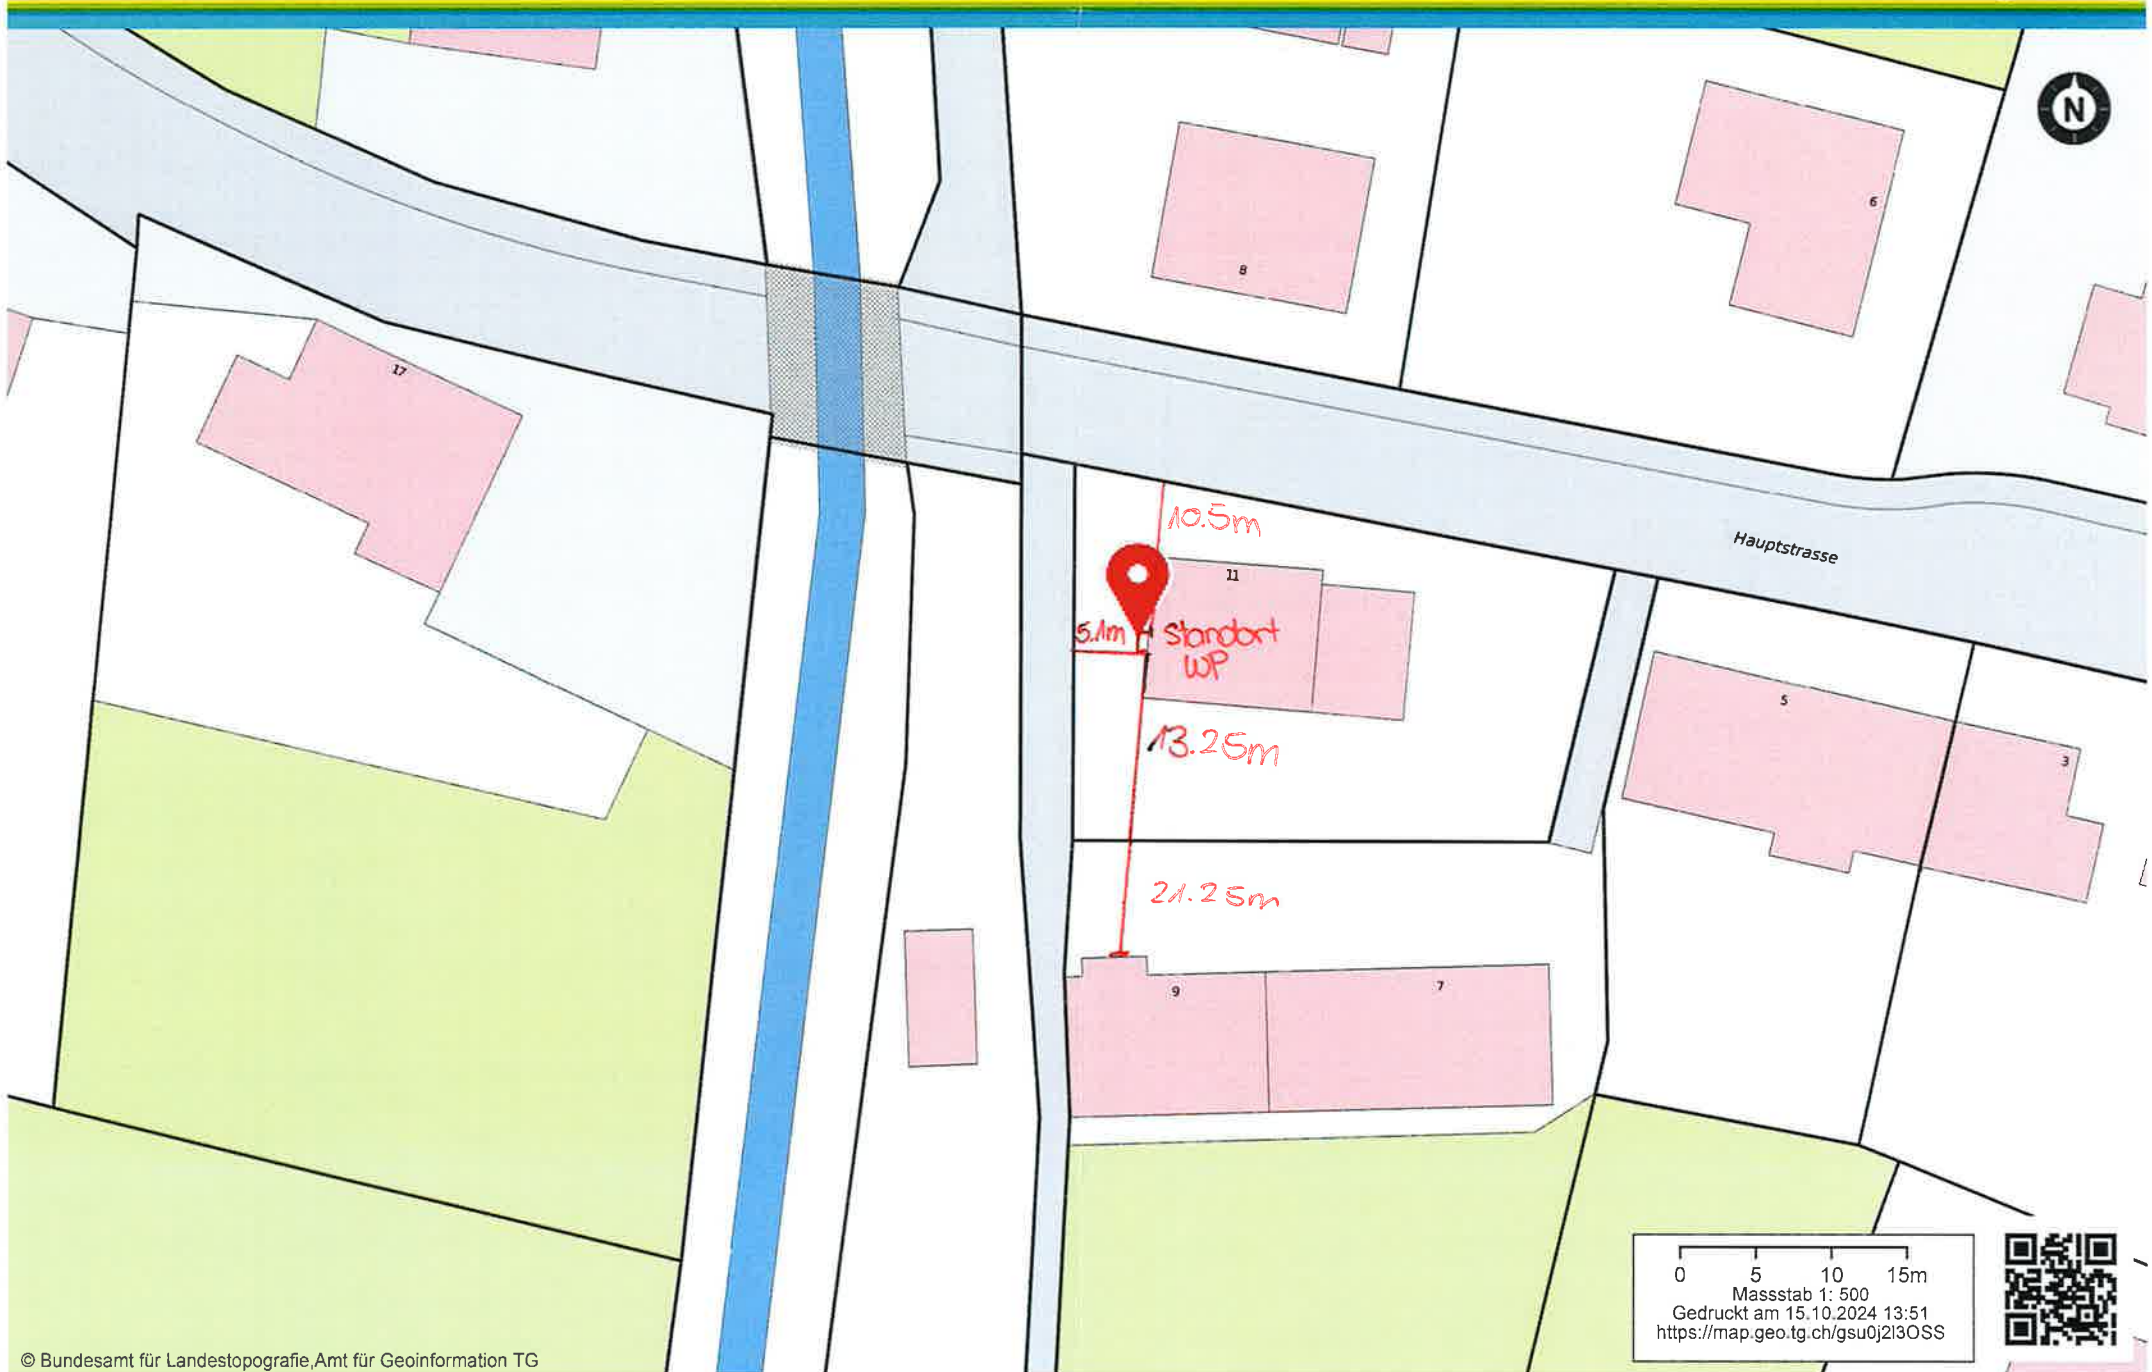 N
6
8
17
10.5m
Hauptstrasse
11
5.1m
Standort
WP
5
13.25m
3
21.25m
9
7
0 5 10 15m
Massstab 1: 500
Gedruckt am 15.10.2024 13:51
https://map.geo.tg.ch/gsu0j2l3OSS
© Bundesamt für Landestopografie,Amt für Geoinformation TG